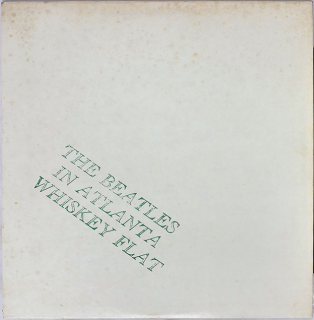 THE BEATLES
IN ATLANTA
WHISKEY FLAT